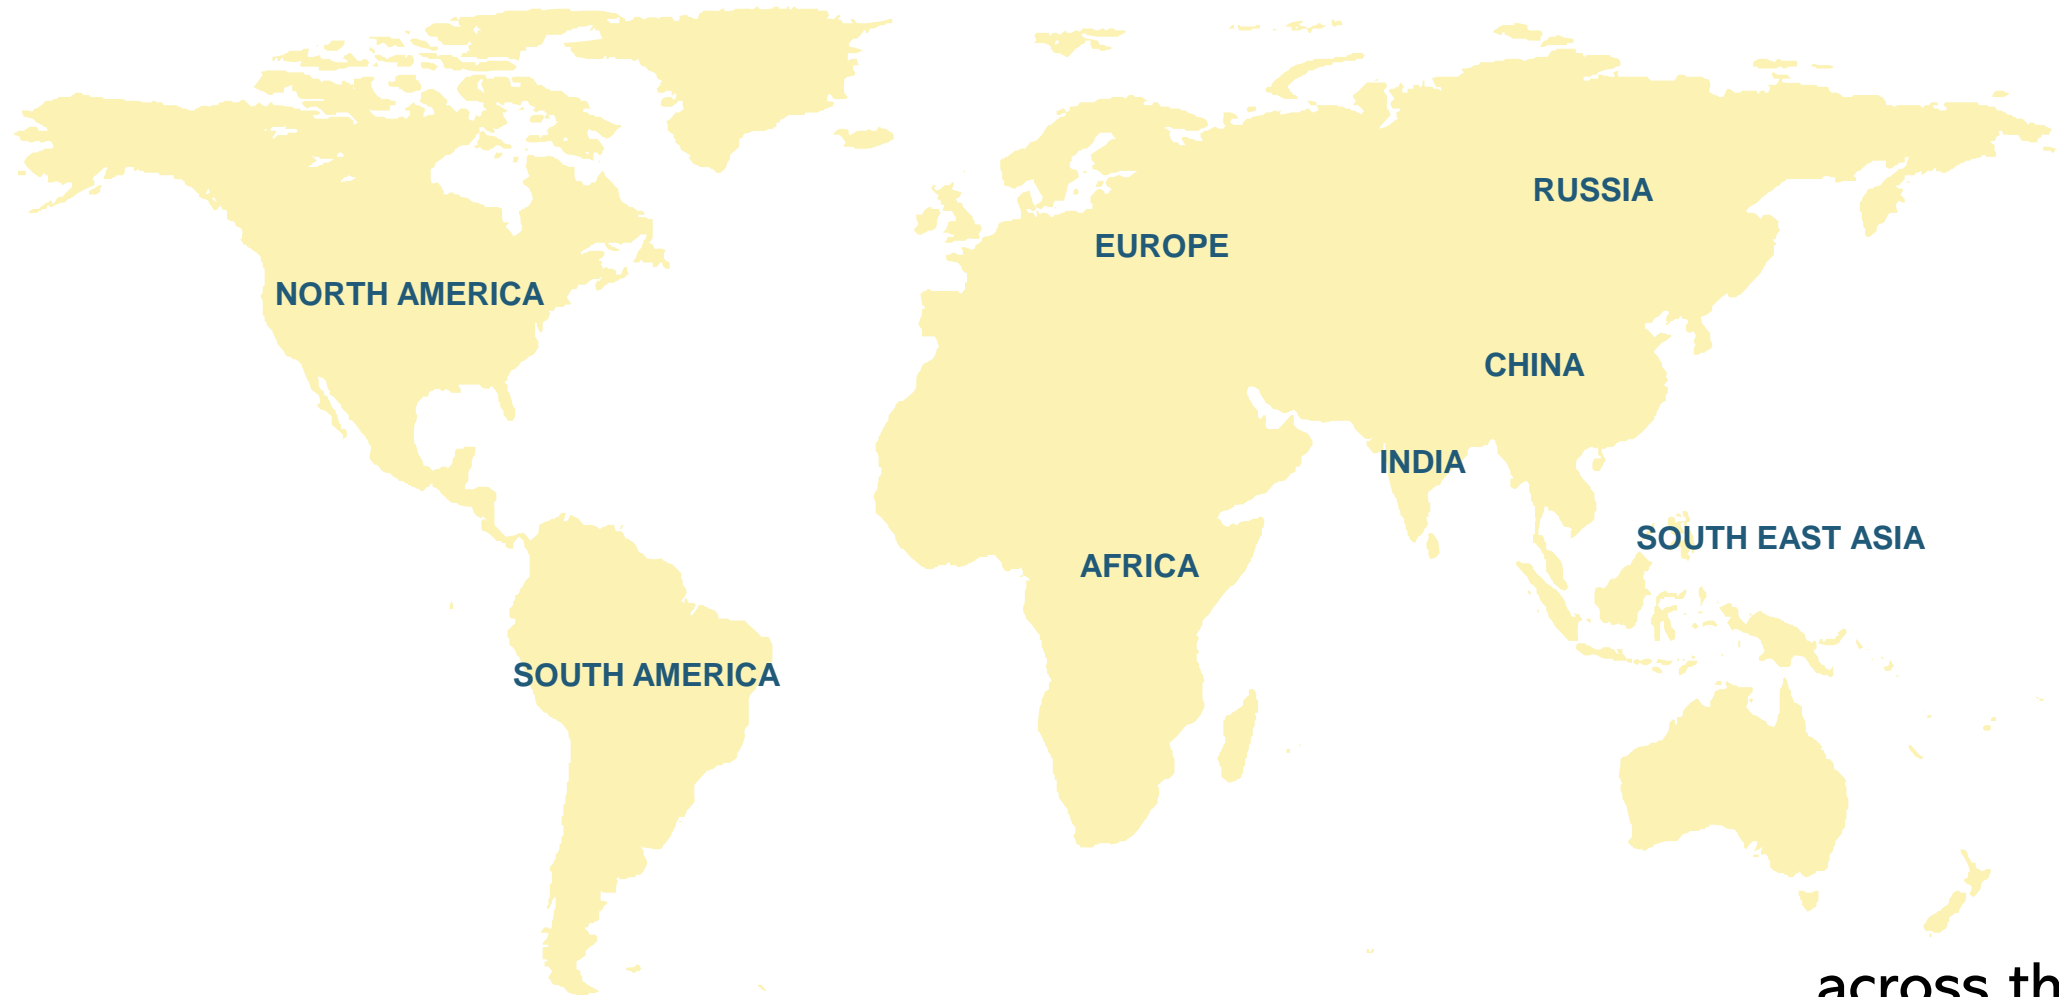 RUSSIA
EUROPE
NORTH AMERICA
CHINA
INDIA
SOUTH EAST ASIA
AFRICA
SOUTH AMERICA
across th